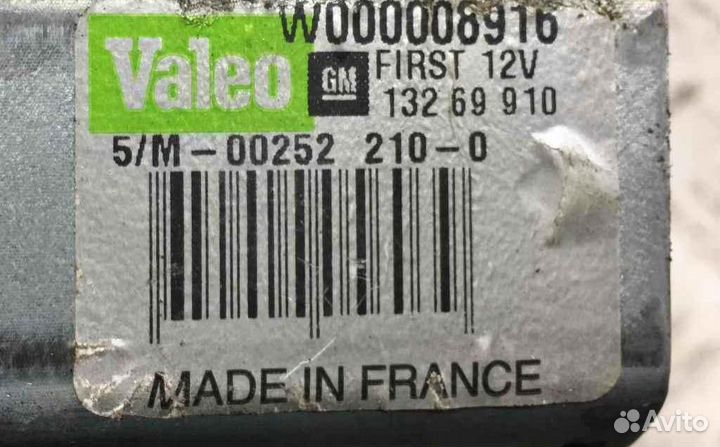 W000008916
Valeo
GM
FIRST 12V
132 69 910
5/M-00252 210-0
MADE IN FRANCE
Avito